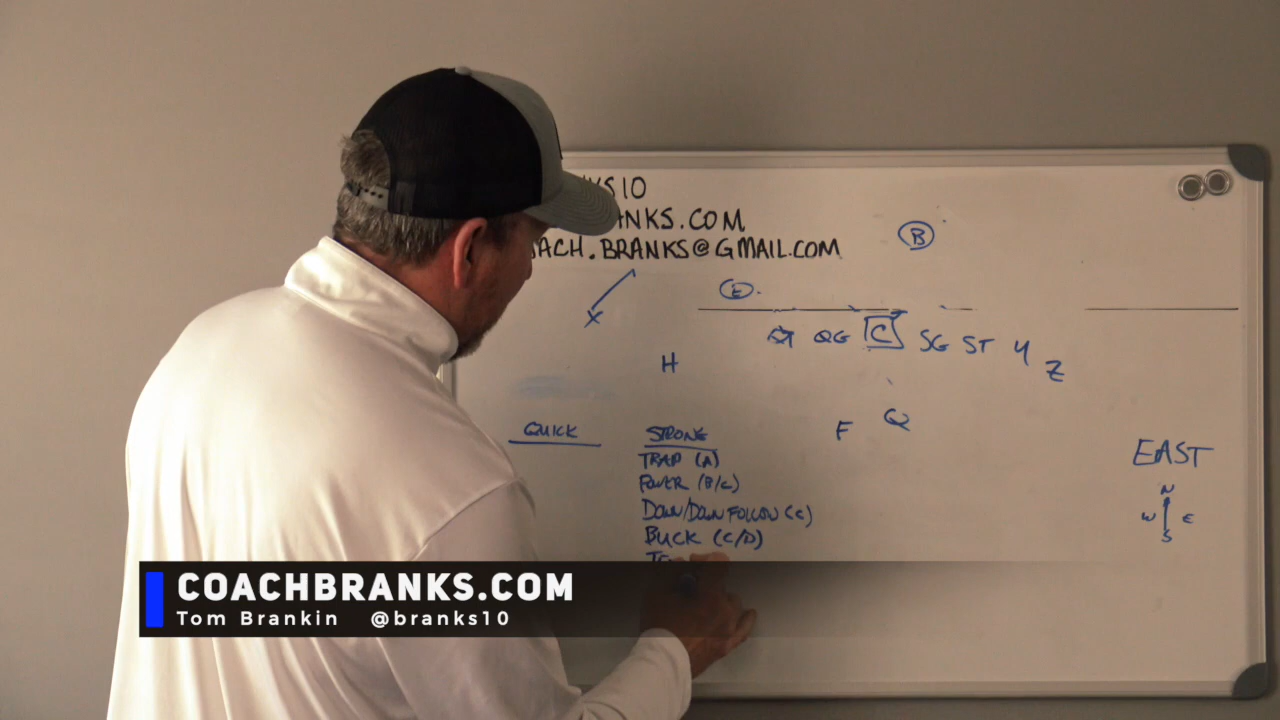 KS10
ANKS.COM
ACH.BRANKS@GMAIL.COM
B
E
X
QG C SG ST Y
Z
H
F Q
QUICK STRONG
TRAP (A)
POWER (B/C)
DOWN/DOWN FOLLOW (C)
BUCK (C/D)
EAST
N
W E
S
COACHBRANKS.COM
Tom Brankin @branks10